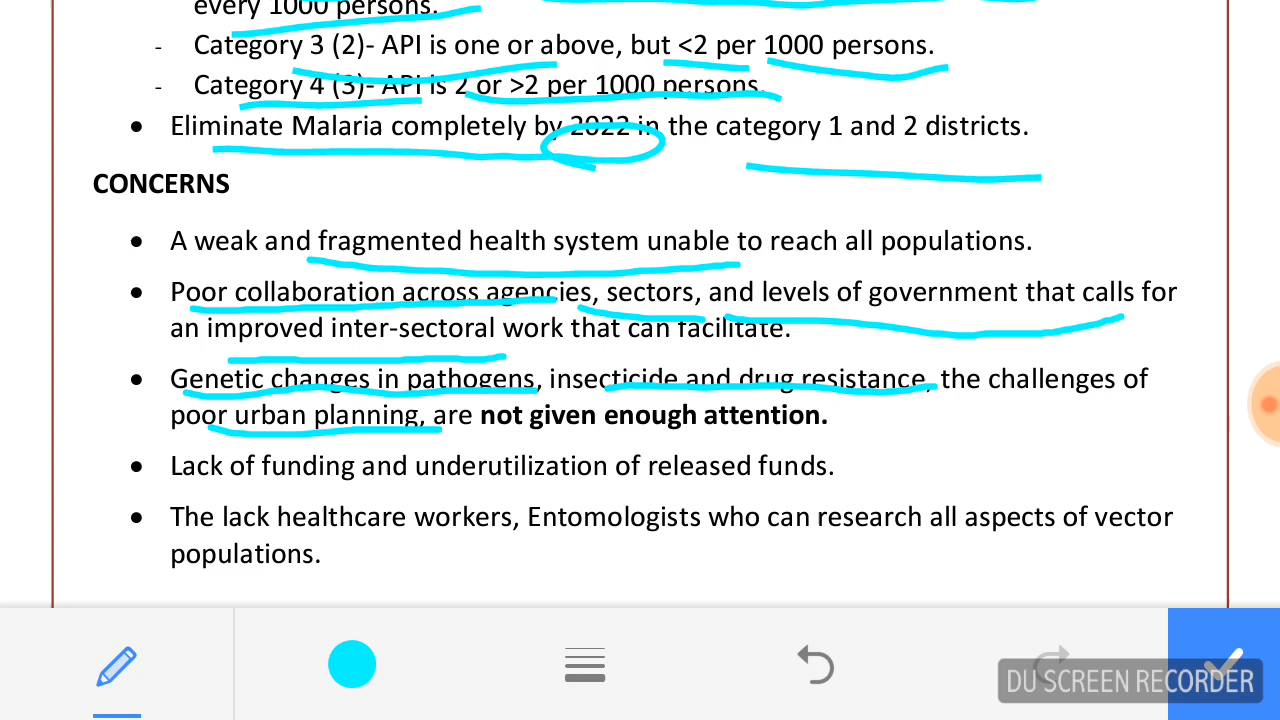 every 1000 persons.
- Category 3 (2)- API is one or above, but <2 per 1000 persons.
- Category 4 (3)- API is 2 or >2 per 1000 persons.
• Eliminate Malaria completely by 2022 in the category 1 and 2 districts.
CONCERNS
• A weak and fragmented health system unable to reach all populations.
• Poor collaboration across agencies, sectors, and levels of government that calls for
an improved inter-sectoral work that can facilitate.
• Genetic changes in pathogens, insecticide and drug resistance, the challenges of
poor urban planning, are not given enough attention.
• Lack of funding and underutilization of released funds.
• The lack healthcare workers, Entomologists who can research all aspects of vector
populations.
DU SCREEN RECORDER